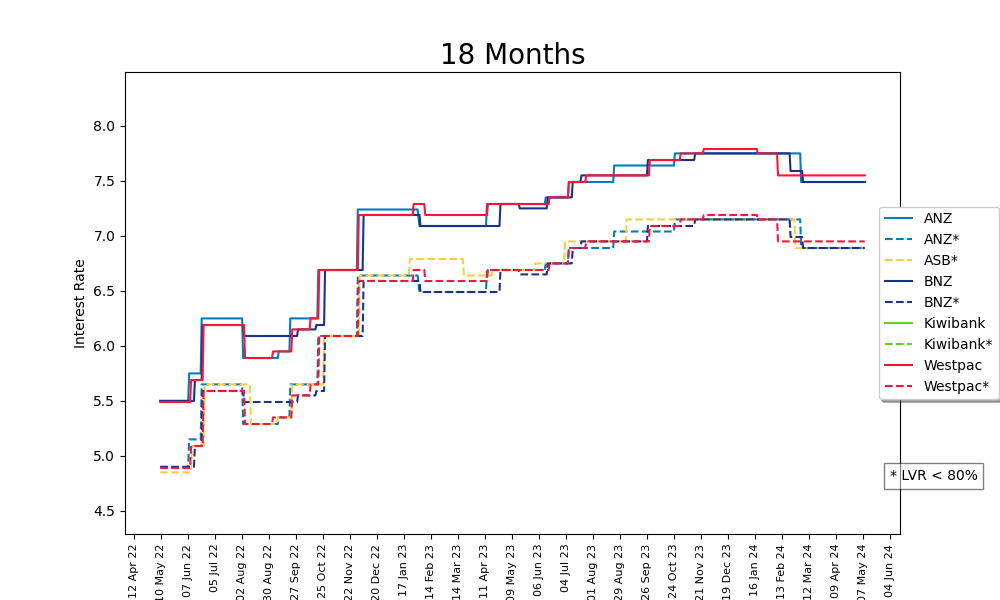 18 Months
Interest Rate
8.0
7.5
7.0
6.5
6.0
5.5
5.0
4.5
12 Apr 22
10 May 22
07 Jun 22
05 Jul 22
02 Aug 22
30 Aug 22
27 Sep 22
25 Oct 22
22 Nov 22
20 Dec 22
17 Jan 23
14 Feb 23
14 Mar 23
11 Apr 23
09 May 23
06 Jun 23
04 Jul 23
01 Aug 23
29 Aug 23
26 Sep 23
24 Oct 23
21 Nov 23
19 Dec 23
16 Jan 24
13 Feb 24
12 Mar 24
09 Apr 24
07 May 24
04 Jun 24
ANZ
ANZ*
ASB*
BNZ
BNZ*
Kiwibank
Kiwibank*
Westpac
Westpac*
* LVR < 80%